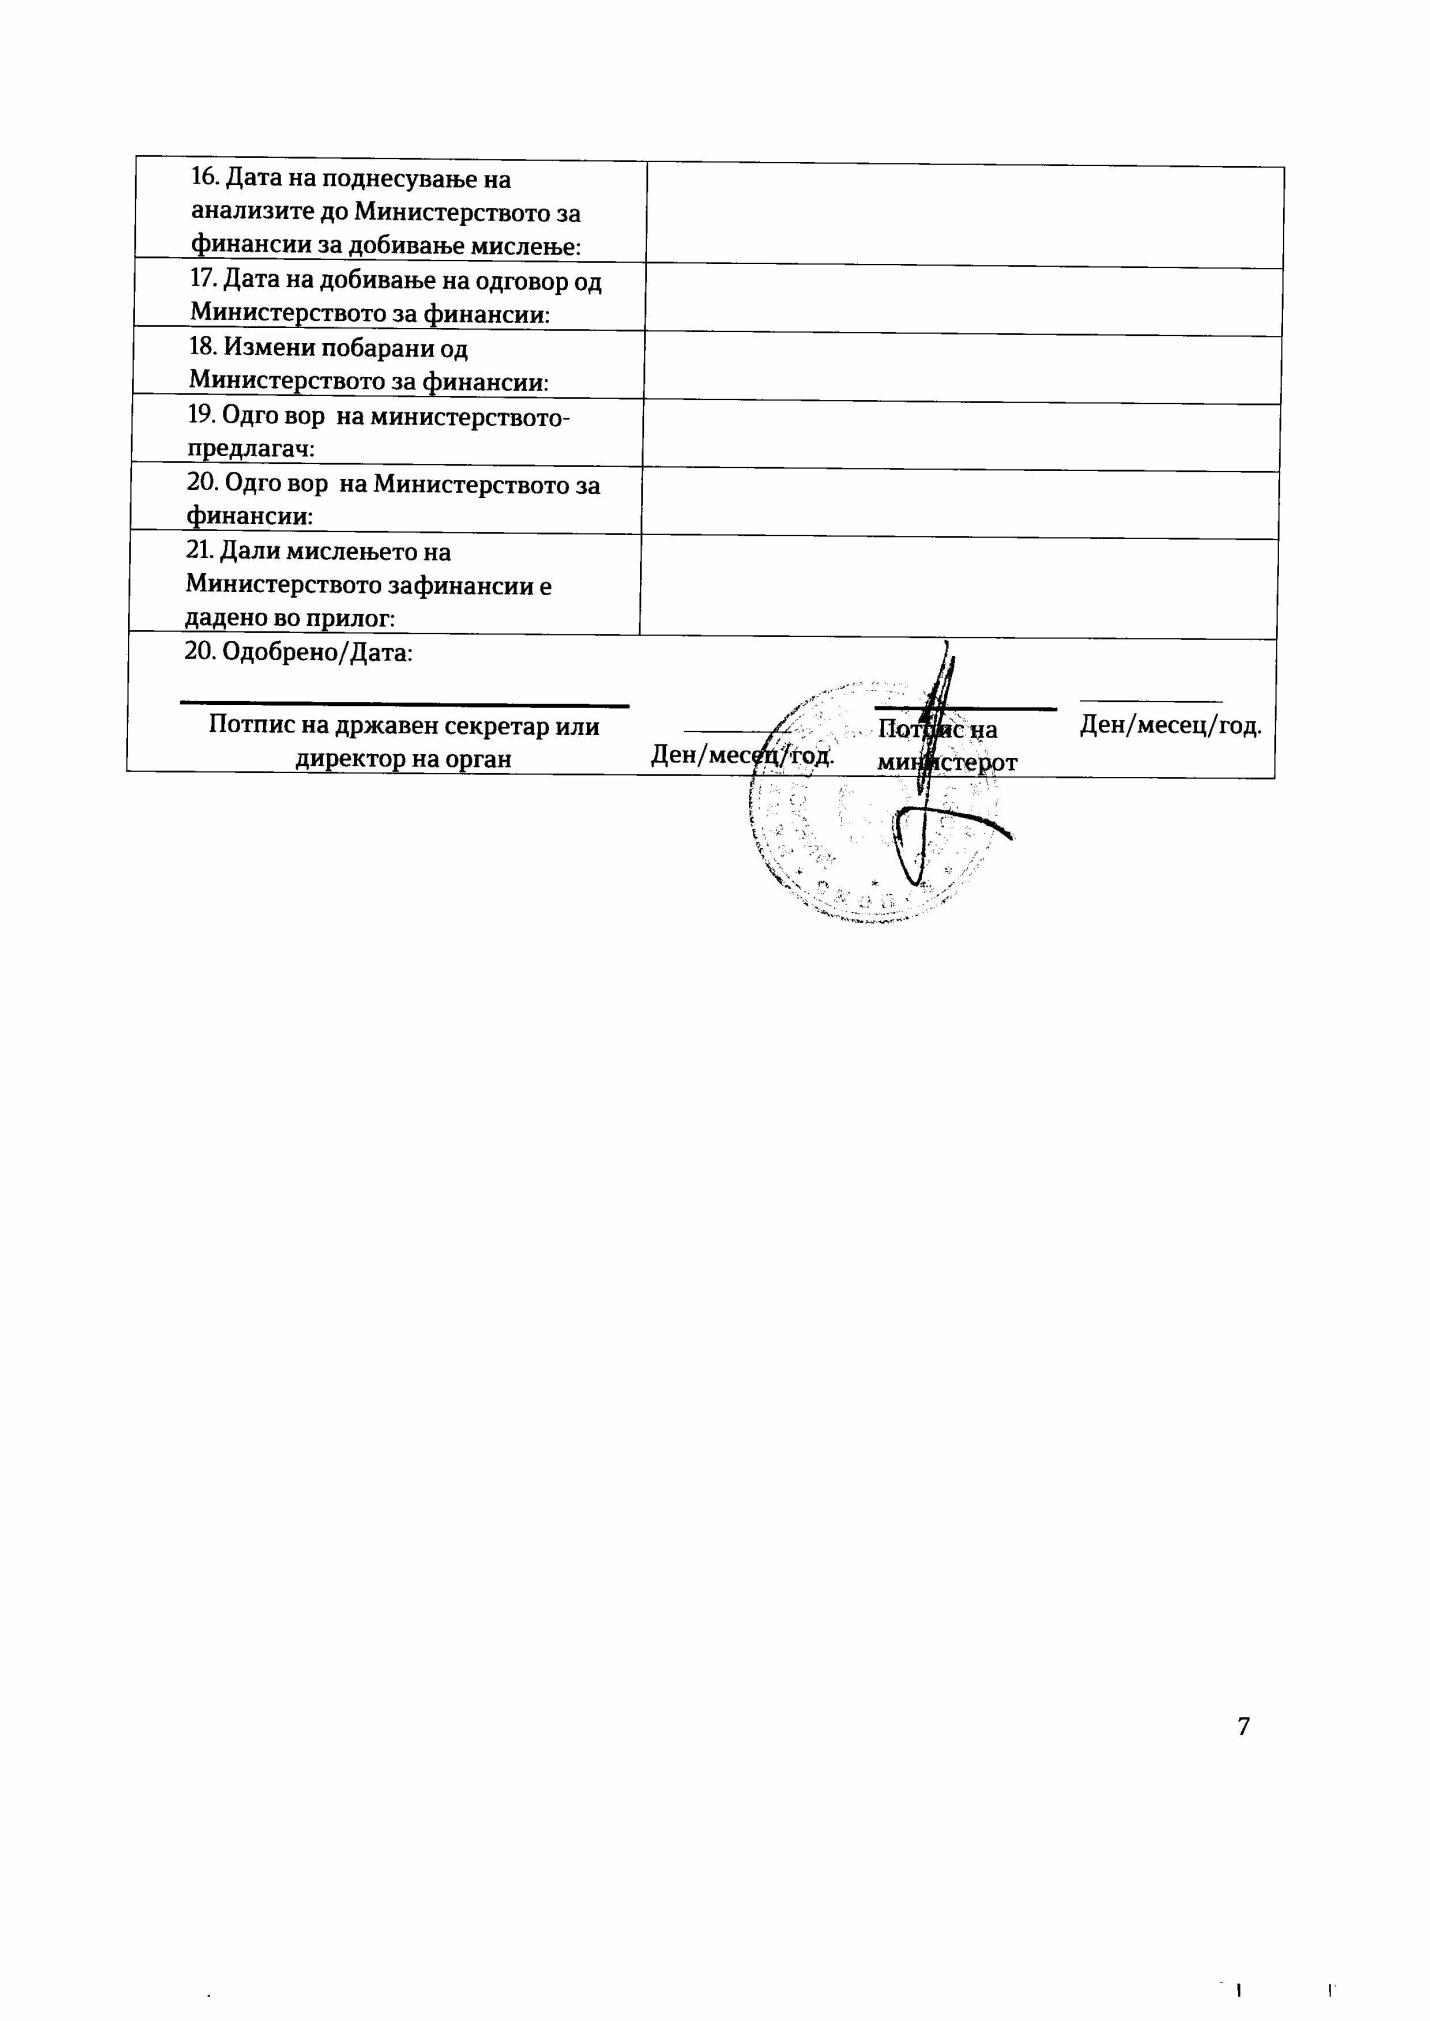 16. Дата на поднесување на
анализите до Министерството за
финансии за добивање мислење:
17. Дата на добивање на одговор од
Министерството за финансии:
18. Измени побарани од
Министерството за финансии:
19. Одго вор на министерството-
предлагач:
20. Одго вор на Министерството за
финансии:
21. Дали мислењето на
Министерството зафинансии е
дадено во прилог:
20. Одобрено/Дата:
Потпис на државен секретар или
директор на орган
Ден/месец/год.
Потпис на
министерот
Ден/месец/год.
7